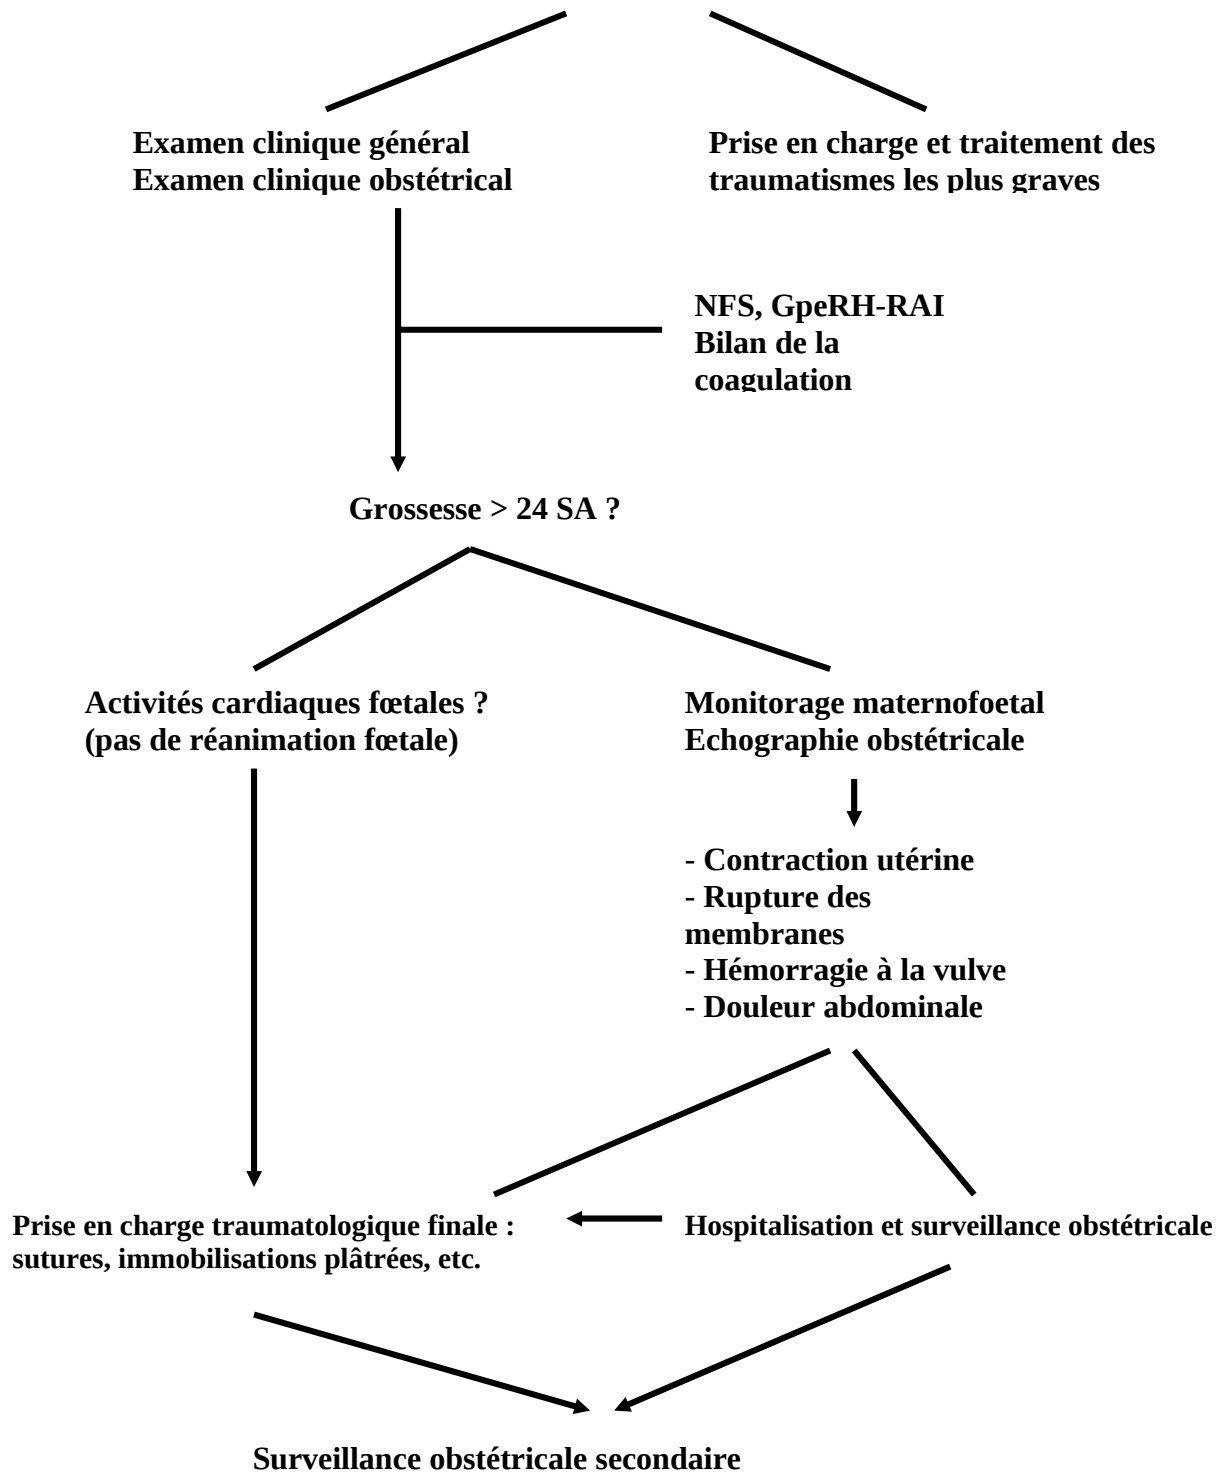 Examen clinique général
Examen clinique obstétrical
Prise en charge et traitement des
traumatismes les plus graves
NFS, GpeRH-RAI
Bilan de la
coagulation
Grossesse > 24 SA ?
Activités cardiaques fœtales ?
(pas de réanimation fœtale)
Monitorage maternofoetal
Echographie obstétricale
- Contraction utérine
- Rupture des
membranes
- Hémorragie à la vulve
- Douleur abdominale
Prise en charge traumatologique finale :
sutures, immobilisations plâtrées, etc.
Hospitalisation et surveillance obstétricale
Surveillance obstétricale secondaire